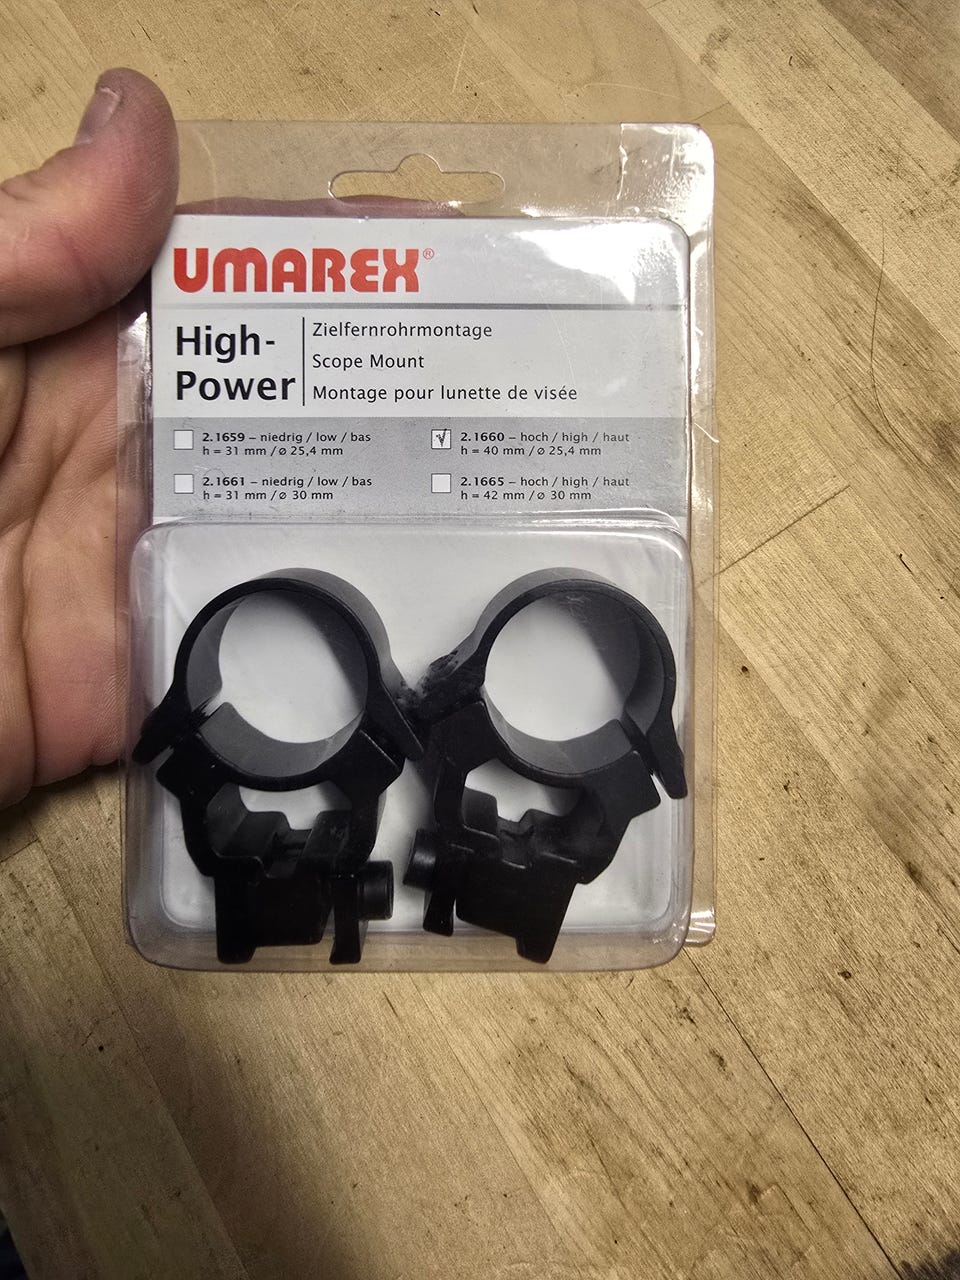 UMAREX®
High-
Power
Zielfernrohrmontage
Scope Mount
Montage pour lunette de visée
2.1659 – niedrig / low / bas
h = 31 mm / ø 25,4 mm
2.1660 – hoch / high / haut
h = 40 mm / ø 25,4 mm
2.1661 – niedrig / low / bas
h = 31 mm / ø 30 mm
2.1665 – hoch / high / haut
h = 42 mm / ø 30 mm